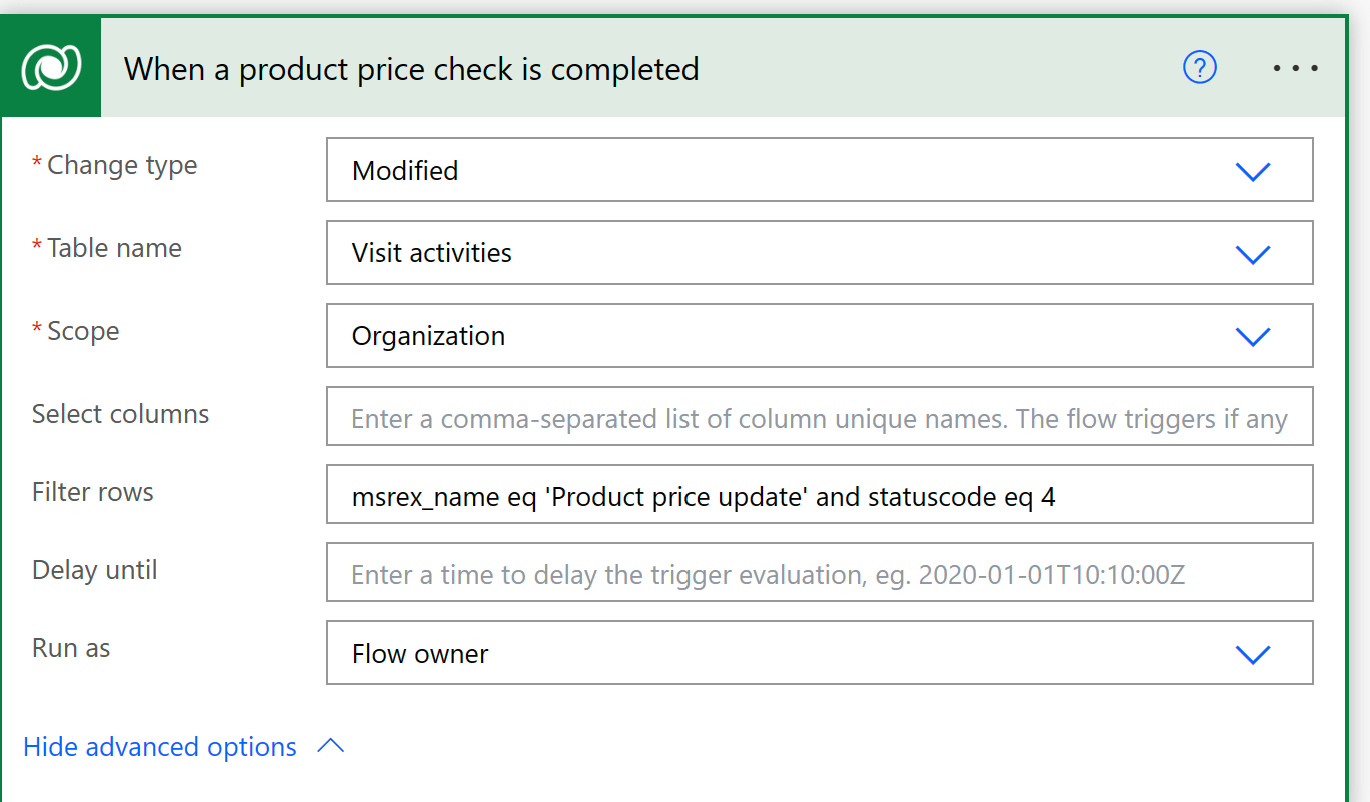 When a product price check is completed
* Change type
Modified
* Table name
Visit activities
* Scope
Organization
Select columns
Enter a comma-separated list of column unique names. The flow triggers if any
Filter rows
msrex_name eq 'Product price update' and statuscode eq 4
Delay until
Enter a time to delay the trigger evaluation, eg. 2020-01-01T10:10:00Z
Run as
Flow owner
Hide advanced options